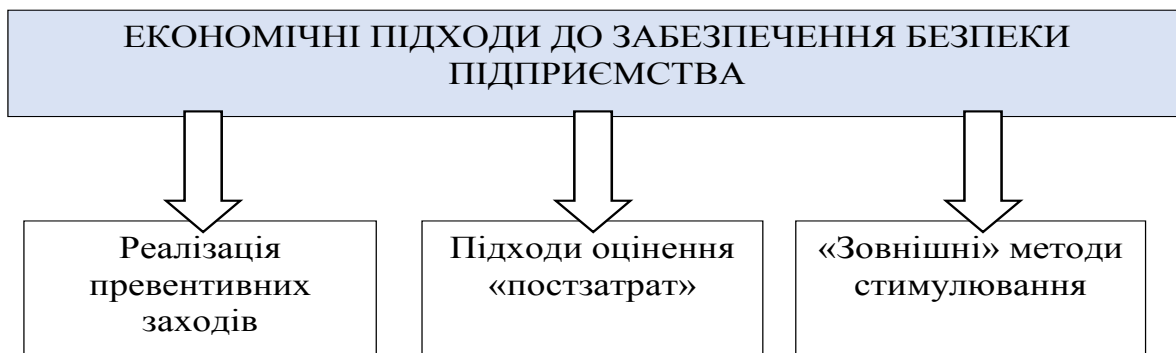 ЕКОНОМІЧНІ ПІДХОДИ ДО ЗАБЕЗПЕЧЕННЯ БЕЗПЕКИ
ПІДПРИЄМСТВА
Реалізація
превентивних
заходів
Підходи оцінення
«постзатрат»
«Зовнішні» методи
стимулювання